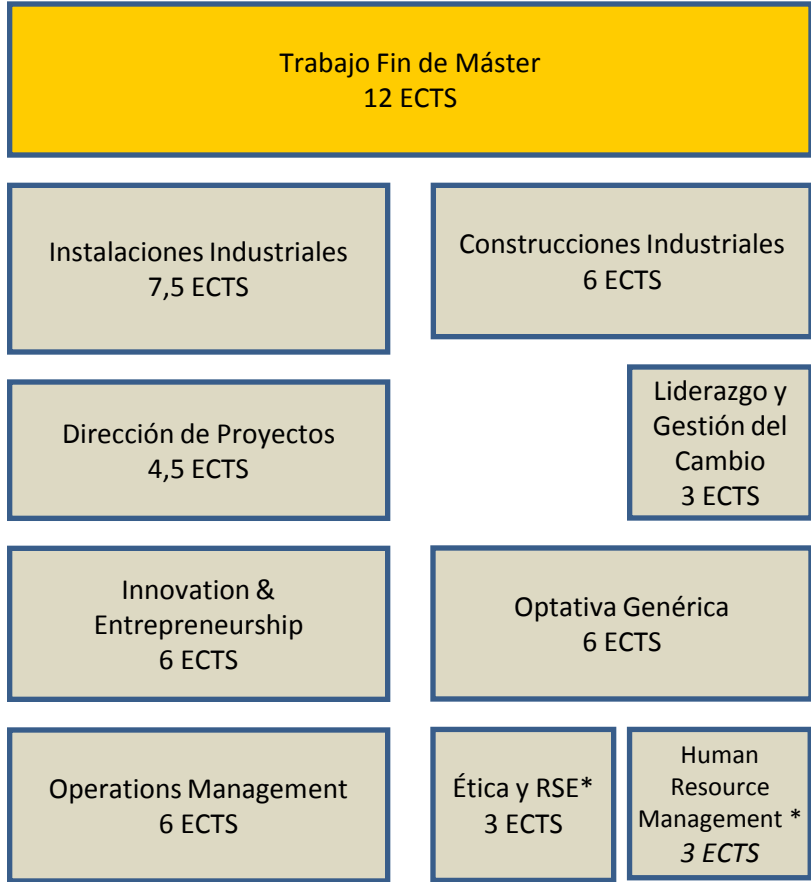 Trabajo Fin de Máster
12 ECTS
Instalaciones Industriales
7,5 ECTS
Construcciones Industriales
6 ECTS
Dirección de Proyectos
4,5 ECTS
Liderazgo y
Gestión del
Cambio
3 ECTS
Innovation &
Entrepreneurship
6 ECTS
Optativa Genérica
6 ECTS
Operations Management
6 ECTS
Ética y RSE*
3 ECTS
Human
Resource
Management *
3 ECTS